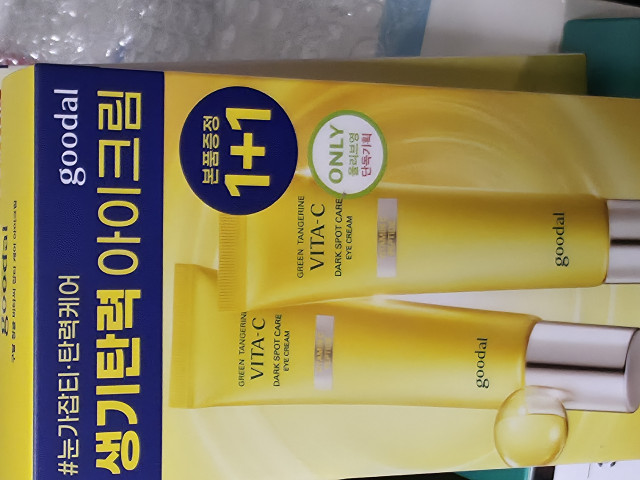 goodal
#눈가잡티·탄력케어
생기탄력 아이크림
본품증정
1+1
ONLY
올리브영
단독기획
GREEN TANGERINE
VITA-C
DARK SPOT CARE
EYE CREAM
goodal
GREEN TANGERINE
VITA-C
DARK SPOT CARE
EYE CREAM
goodal
goodal